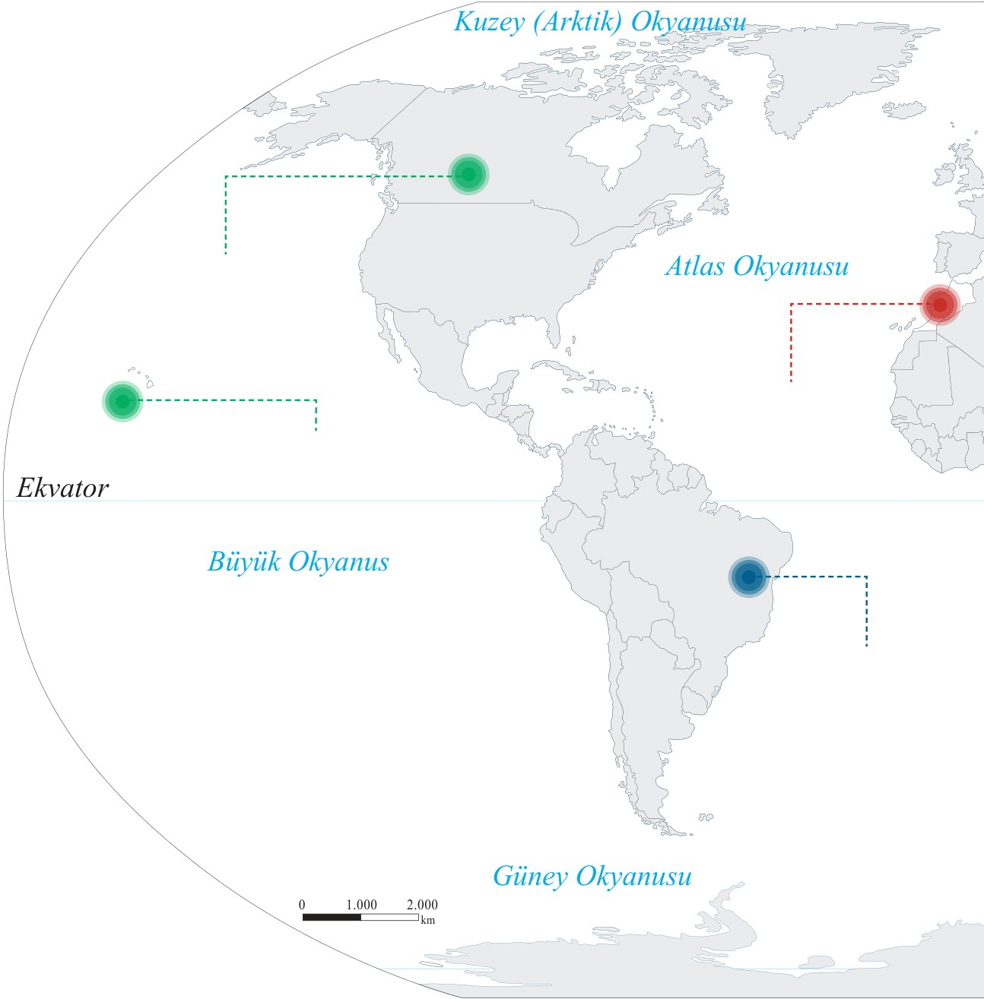 Kuzey (Arktik) Okyanusu
Atlas Okyanusu
Ekvator
Büyük Okyanus
Güney Okyanusu
0 1.000 2.000
km